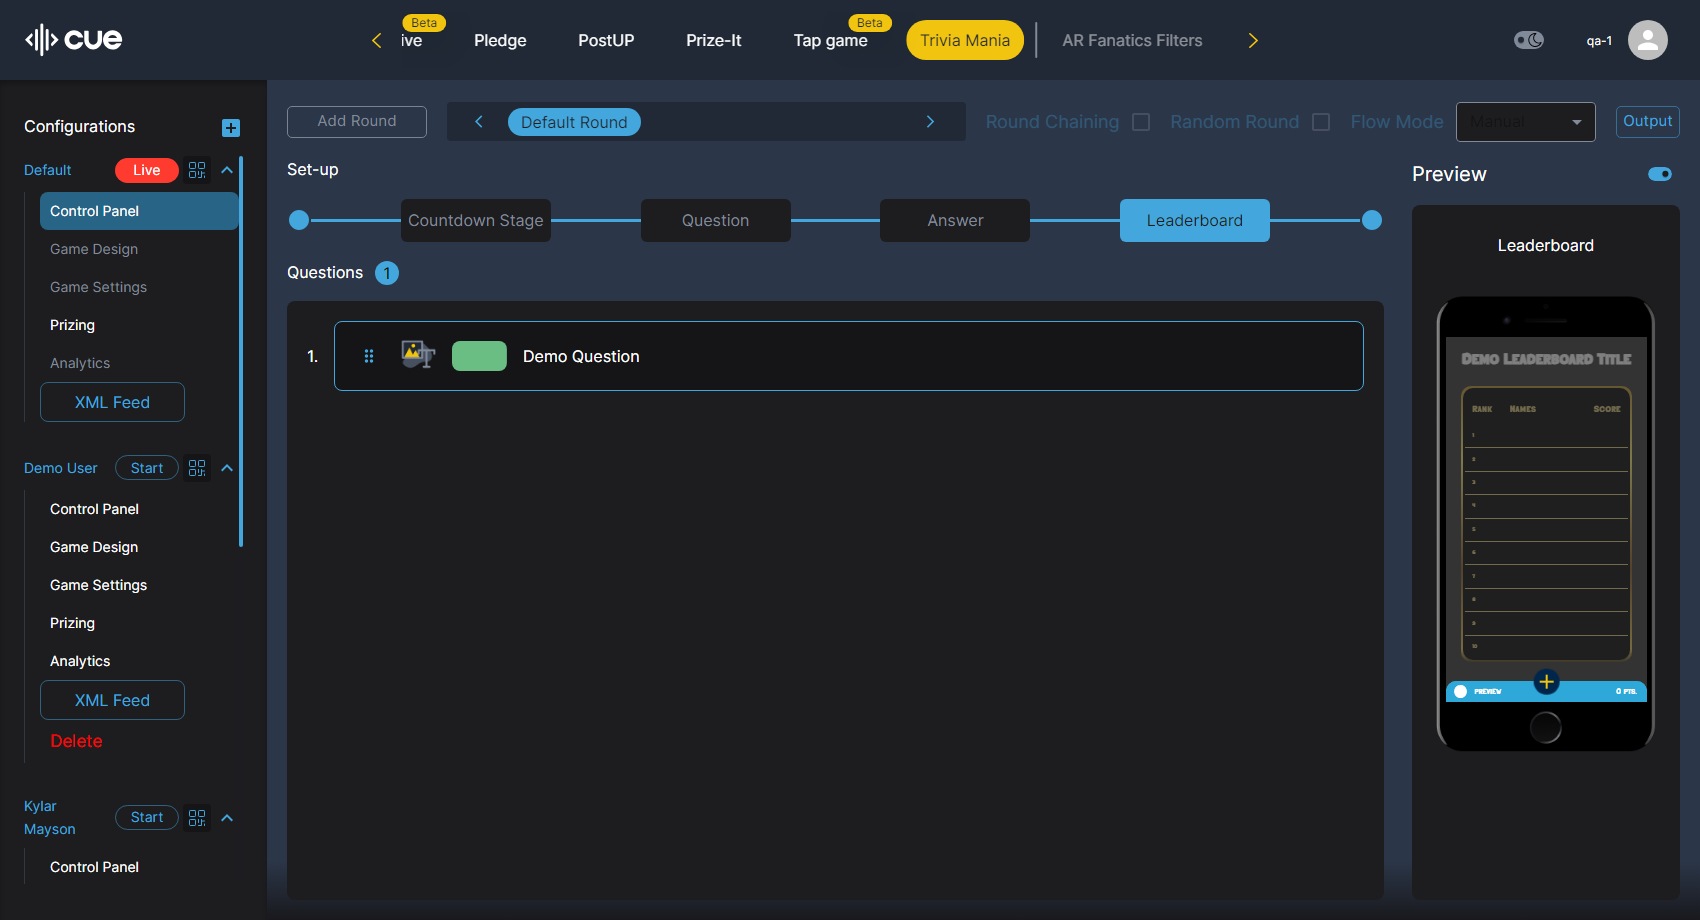 cue
ive
Beta
Pledge
PostUP
Prize-It
Tap game
Beta
Trivia Mania
AR Fanatics Filters
qa-1
Configurations
Default
Live
Control Panel
Game Design
Game Settings
Prizing
Analytics
XML Feed
Demo User
Start
Control Panel
Game Design
Game Settings
Prizing
Analytics
XML Feed
Delete
Kylar
Mayson
Start
Control Panel
Add Round
Default Round
Round Chaining
Random Round
Flow Mode
Manual
Output
Set-up
Countdown Stage
Question
Answer
Leaderboard
Questions 1
1.
Demo Question
Preview
Leaderboard
Demo Leaderboard Title
Rank Names Score
1
2
3
4
5
6
7
8
9
10
PREVIEW
0 PTS.